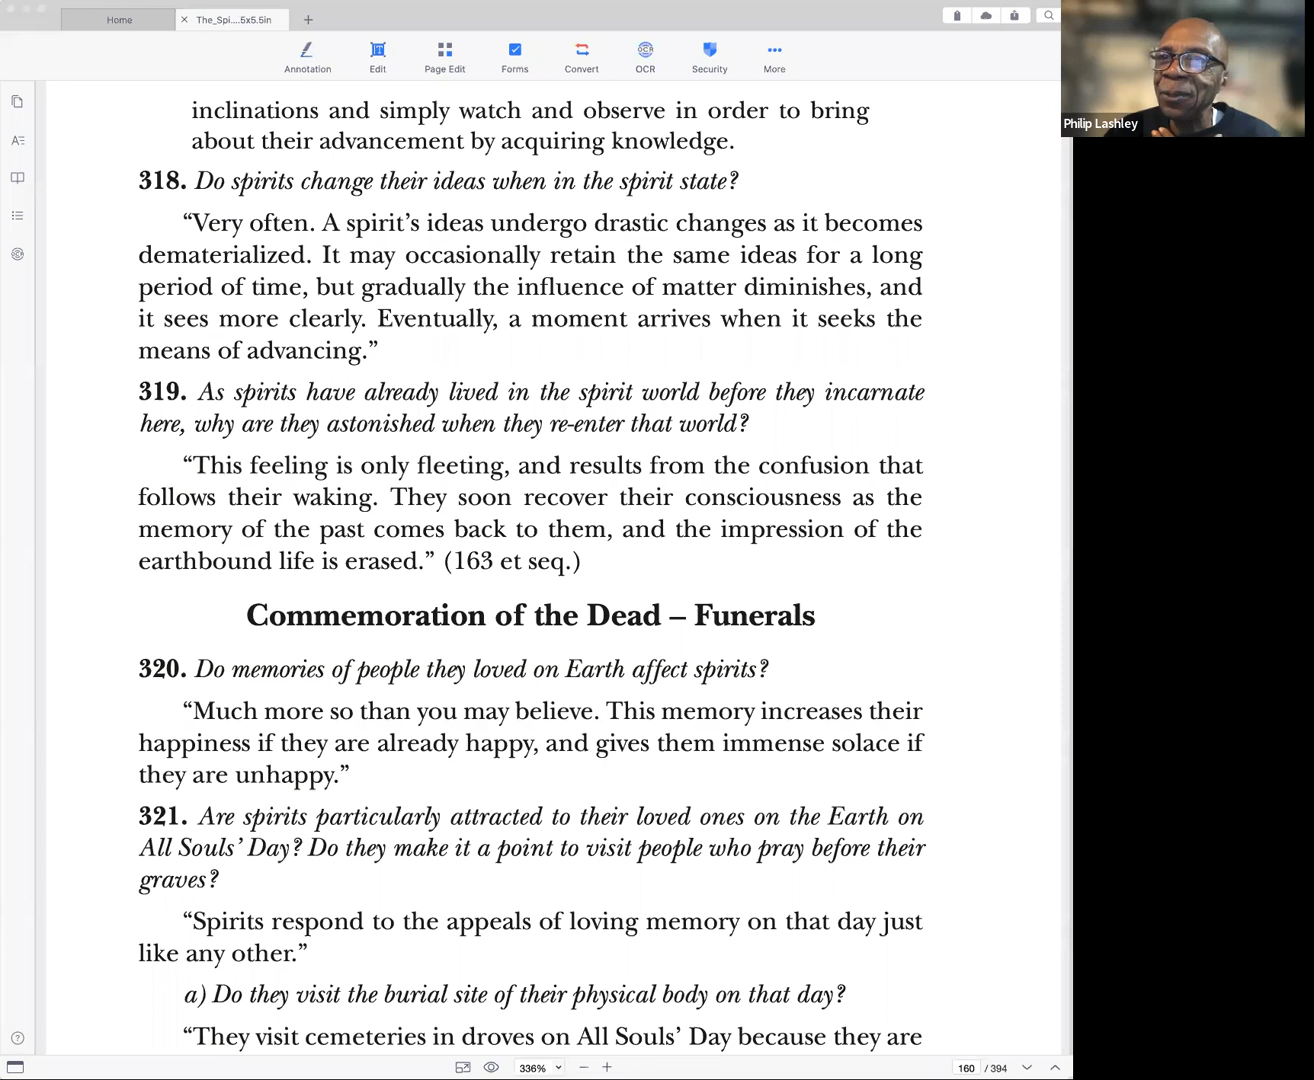 Home
The_Spi....5x5.5in
Annotation
Edit
Page Edit
Forms
Convert
OCR
OCR
Security
More
Philip Lashley
inclinations and simply watch and observe in order to bring
about their advancement by acquiring knowledge.
318. Do spirits change their ideas when in the spirit state?
“Very often. A spirit’s ideas undergo drastic changes as it becomes
dematerialized. It may occasionally retain the same ideas for a long
period of time, but gradually the influence of matter diminishes, and
it sees more clearly. Eventually, a moment arrives when it seeks the
means of advancing.”
319. As spirits have already lived in the spirit world before they incarnate
here, why are they astonished when they re-enter that world?
“This feeling is only fleeting, and results from the confusion that
follows their waking. They soon recover their consciousness as the
memory of the past comes back to them, and the impression of the
earthbound life is erased.” (163 et seq.)
Commemoration of the Dead – Funerals
320. Do memories of people they loved on Earth affect spirits?
“Much more so than you may believe. This memory increases their
happiness if they are already happy, and gives them immense solace if
they are unhappy.”
321. Are spirits particularly attracted to their loved ones on the Earth on
All Souls’ Day? Do they make it a point to visit people who pray before their
graves?
“Spirits respond to the appeals of loving memory on that day just
like any other.”
a) Do they visit the burial site of their physical body on that day?
“They visit cemeteries in droves on All Souls’ Day because they are
336%
160 / 394